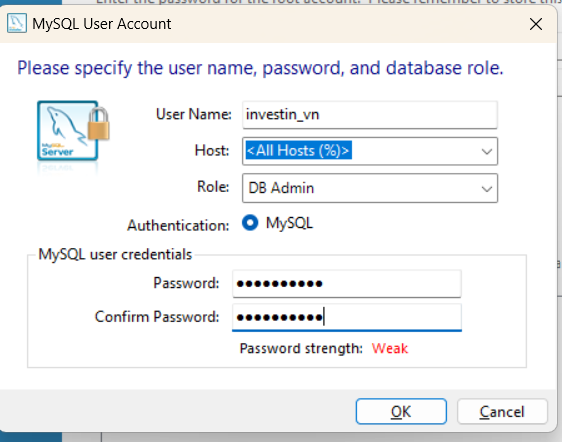 Enter the password for the root account. Please remember to store this
MySQL User Account
Please specify the user name, password, and database role.
User Name: investin_vn
MySQL
Server
Host: <All Hosts (%)>
Role: DB Admin
Authentication: MySQL
MySQL user credentials
Password: ●●●●●●●●●●
Confirm Password: ●●●●●●●●●●
Password strength: Weak
OK Cancel